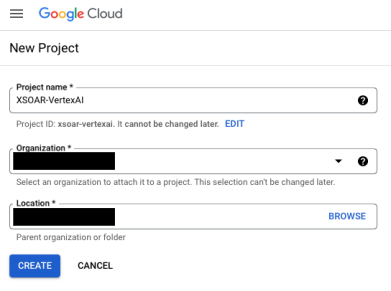 Google Cloud
New Project
Project name *
XSOAR-VertexAI
Project ID: xsoar-vertexai. It cannot be changed later. EDIT
Organization *
Select an organization to attach it to a project. This selection can't be changed later.
Location *
BROWSE
Parent organization or folder
CREATE CANCEL